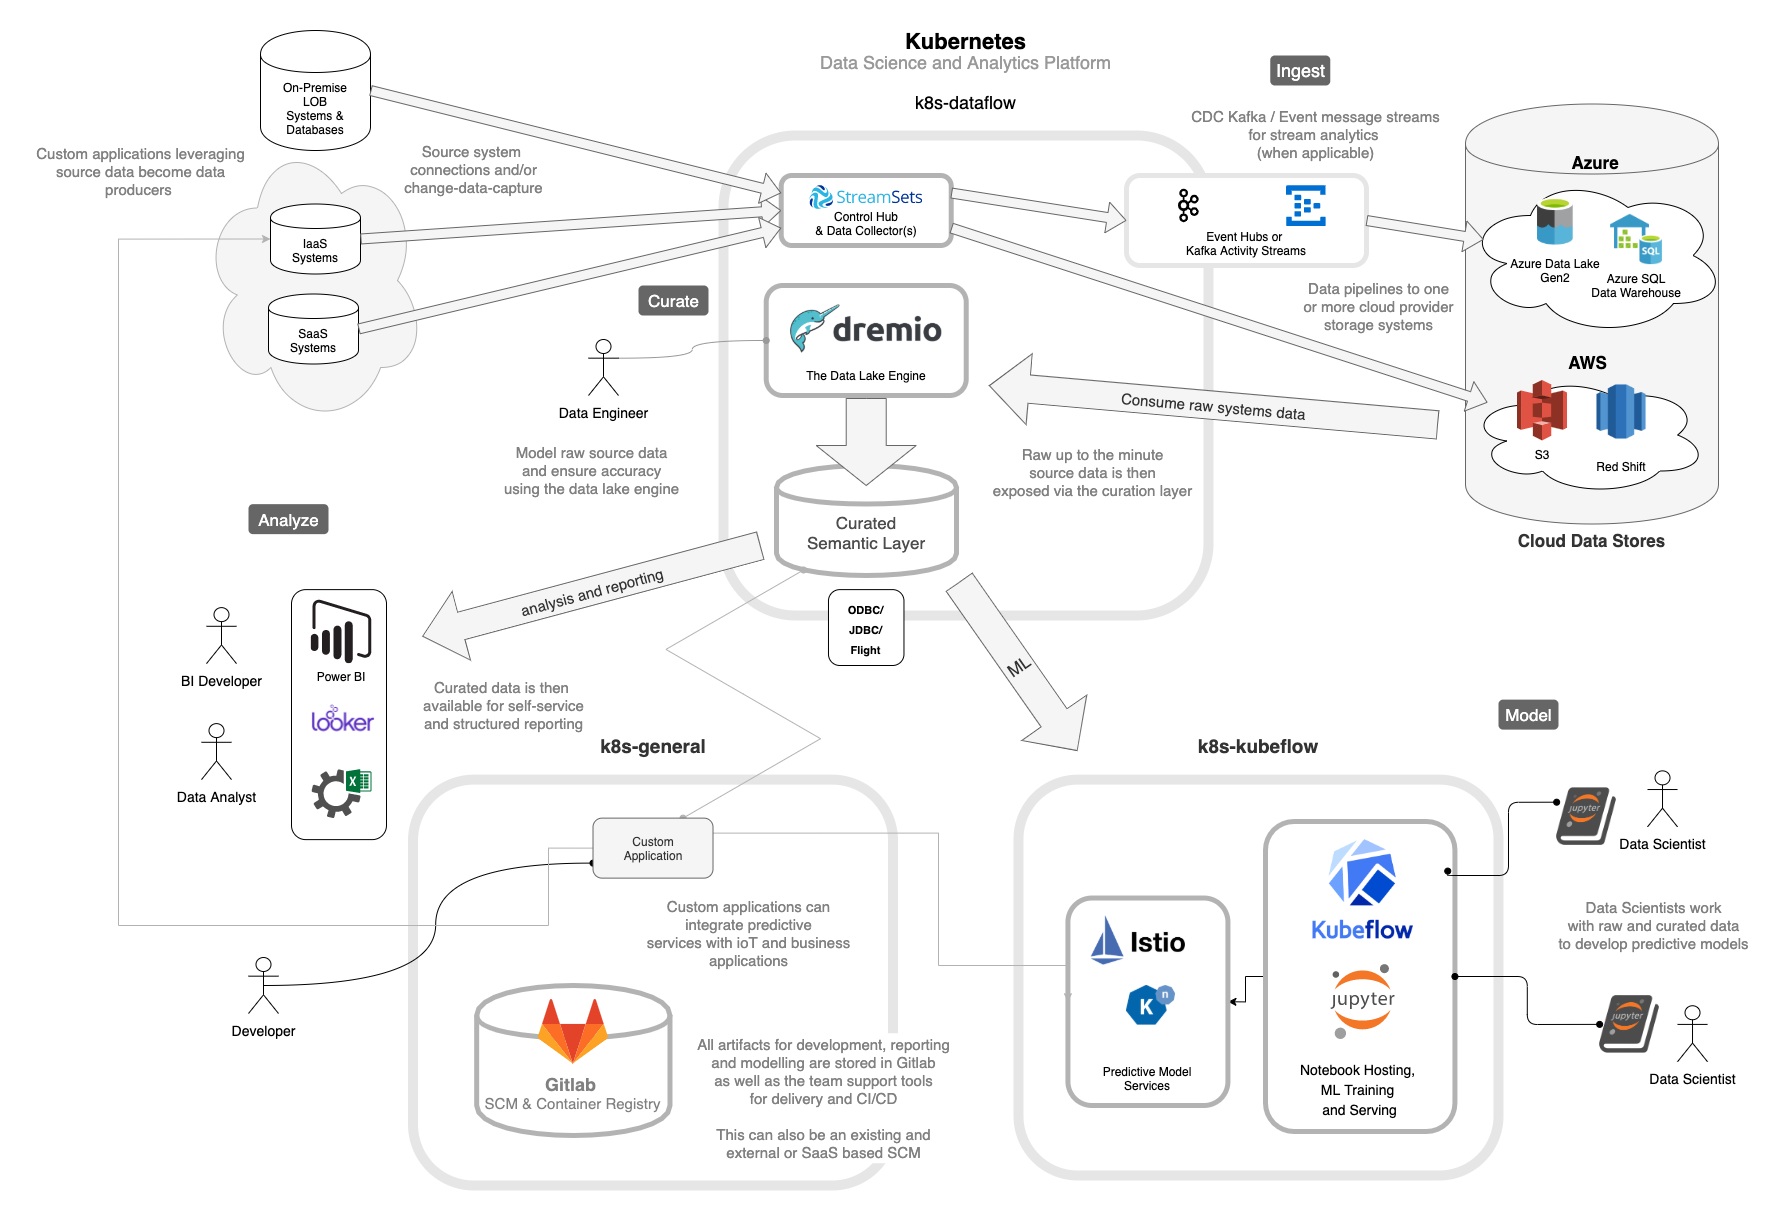 Kubernetes
Data Science and Analytics Platform
k8s-dataflow
Ingest
On-Premise
LOB
Systems &
Databases
Custom applications leveraging
source data become data
producers
Source system
connections and/or
change-data-capture
IaaS
Systems
SaaS
Systems
StreamSets
Control Hub
& Data Collector(s)
CDC Kafka / Event message streams
for stream analytics
(when applicable)
Event Hubs or
Kafka Activity Streams
Azure
Azure Data Lake
Gen2
SQL
Azure SQL
Data Warehouse
Data pipelines to one
or more cloud provider
storage systems
AWS
S3
Red Shift
Cloud Data Stores
Curate
dremio
The Data Lake Engine
Data Engineer
Model raw source data
and ensure accuracy
using the data lake engine
Consume raw systems data
Raw up to the minute
source data is then
exposed via the curation layer
Curated
Semantic Layer
ODBC/
JDBC/
Flight
Analyze
analysis and reporting
ML
BI Developer
Data Analyst
Power BI
looker
X
Curated data is then
available for self-service
and structured reporting
k8s-general
Custom
Application
Custom applications can
integrate predictive
services with ioT and business
applications
Developer
Gitlab
SCM & Container Registry
All artifacts for development, reporting
and modelling are stored in Gitlab
as well as the team support tools
for delivery and CI/CD
This can also be an existing and
external or SaaS based SCM
k8s-kubeflow
Model
Istio
K
n
Predictive Model
Services
Kubeflow
jupyter
Notebook Hosting,
ML Training
and Serving
jupyter
Data Scientist
Data Scientists work
with raw and curated data
to develop predictive models
jupyter
Data Scientist